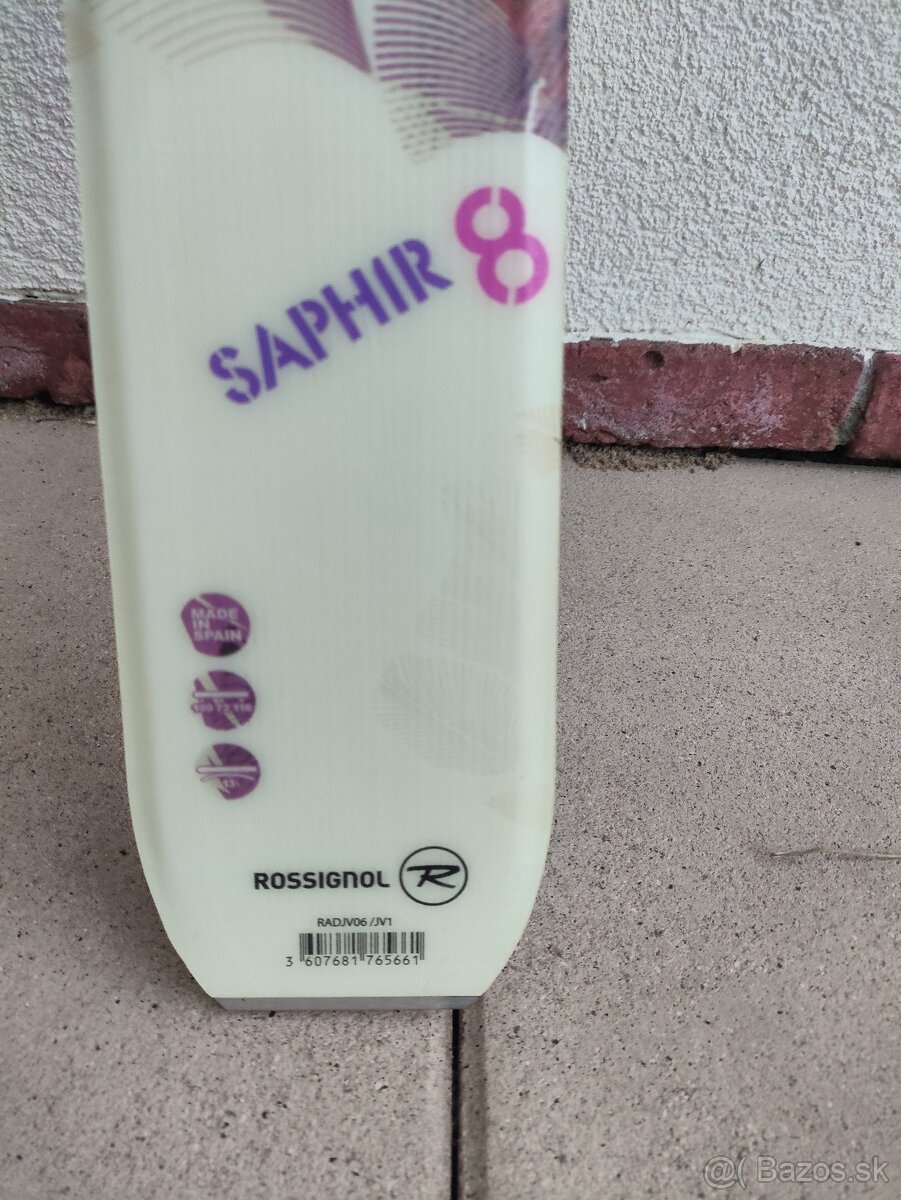 SAPHIR 8
MADE
IN
SPAIN
ROSSIGNOL R
RADJV06 /JV1
3 607681 765661
@( Bazos.sk